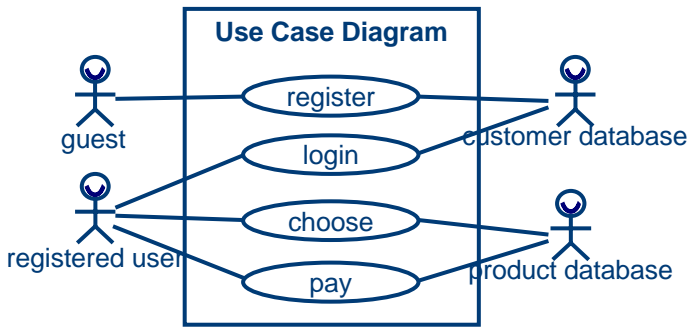 Use Case Diagram
register
guest
customer database
login
choose
registered user
product database
pay